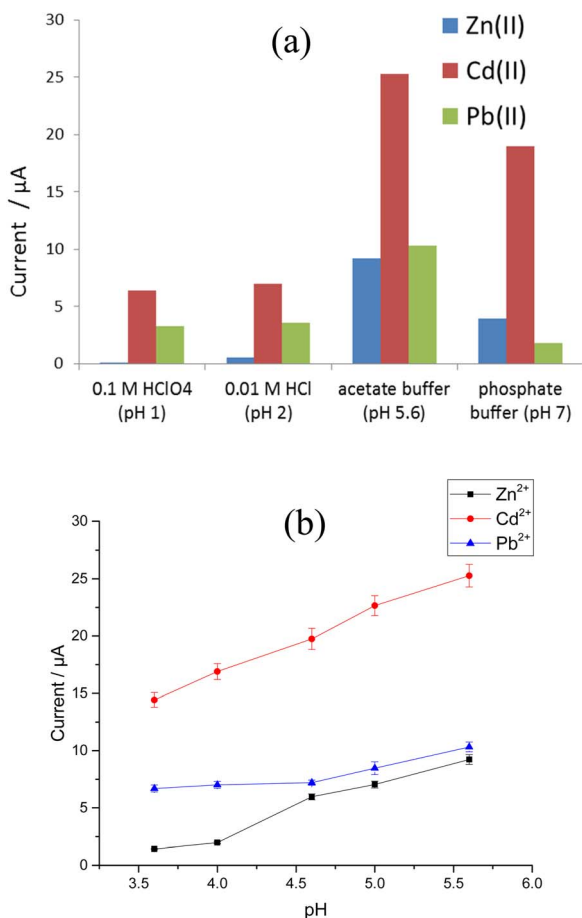 (a)
Zn(II)
Cd(II)
Pb(II)
30
25
20
15
10
5
0
Current / µA
0.1 M HClO4 (pH 1)
0.01 M HCl (pH 2)
acetate buffer (pH 5.6)
phosphate buffer (pH 7)
(b)
Zn²⁺
Cd²⁺
Pb²⁺
30
25
20
15
10
5
0
Current / µA
3.5 4.0 4.5 5.0 5.5 6.0
pH